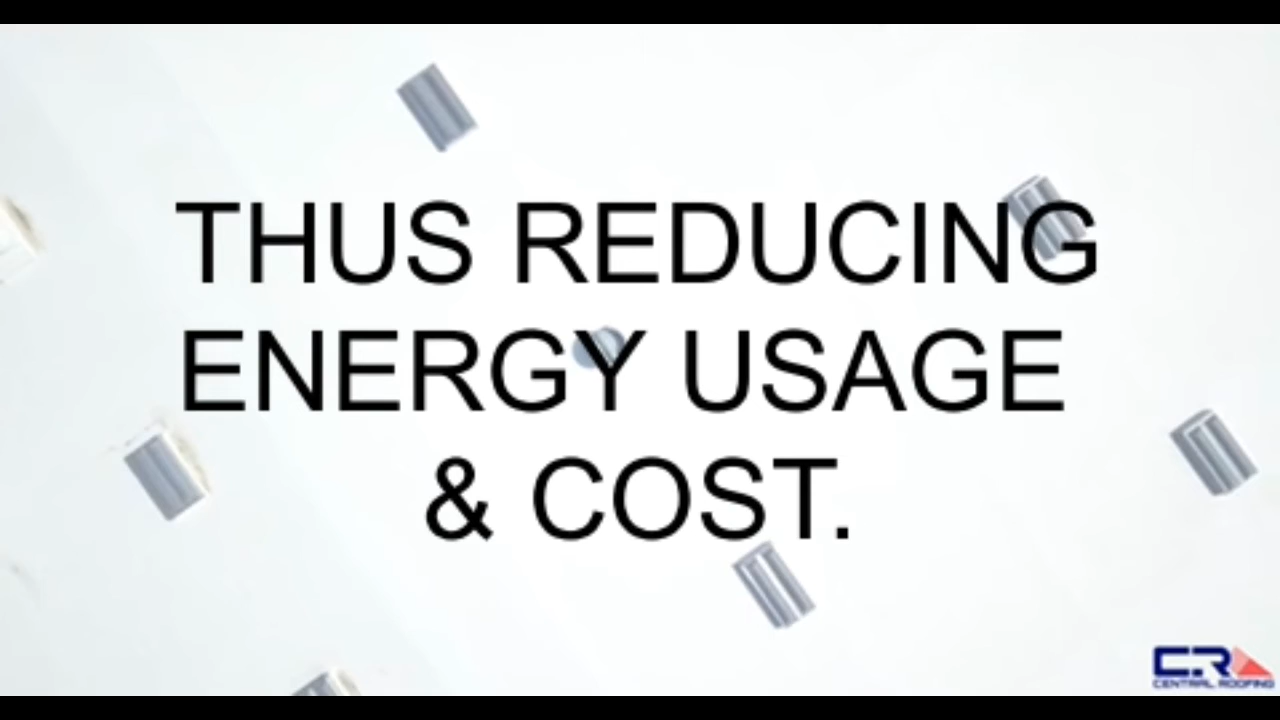 THUS REDUCING
ENERGY USAGE
& COST.
CR
CENTRAL ROOFING